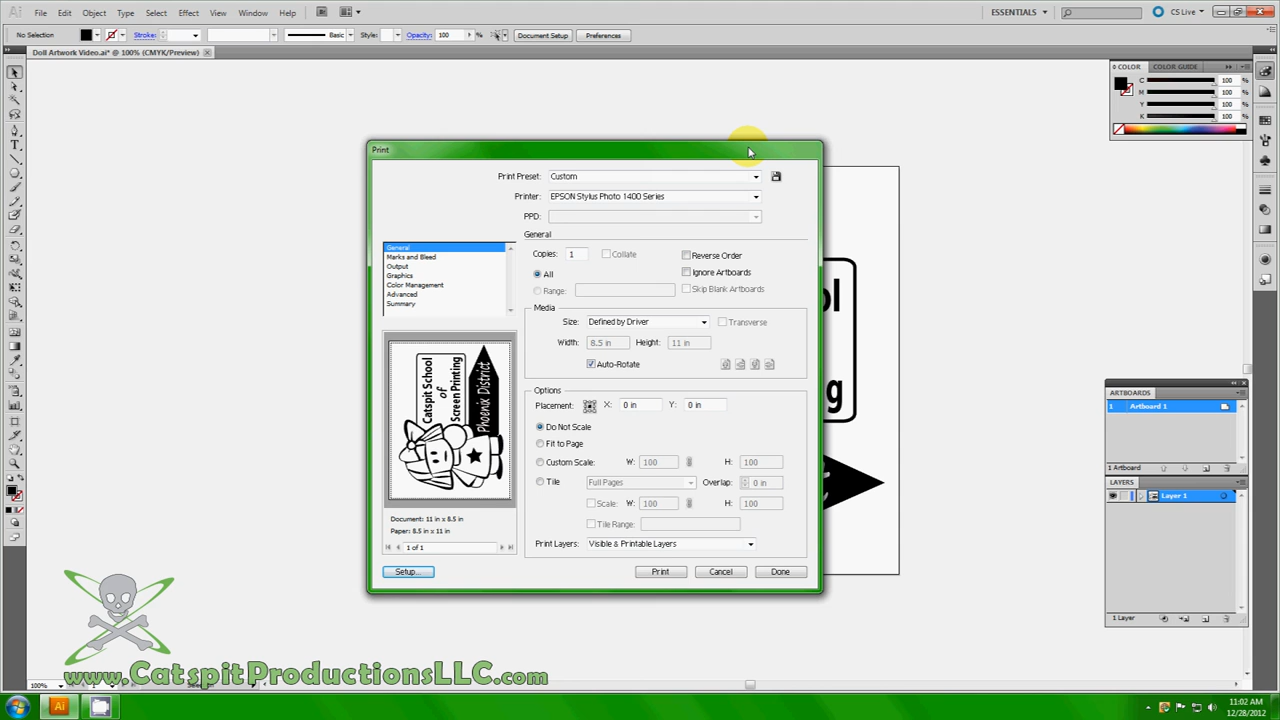 Ai File Edit Object Type Select Effect View Window Help Br ESSENTIALS CS Live
No Selection Stroke: Basic Style: Opacity: 100 % Document Setup Preferences
Doll Artwork Video.ai* @ 100% (CMYK/Preview)
COLOR COLOR GUIDE
C 100 %
M 100 %
Y 100 %
K 100 %
Print
Print Preset: Custom
Printer: EPSON Stylus Photo 1400 Series
PPD:
General
Marks and Bleed
Output
Graphics
Color Management
Advanced
Summary
General
Copies: 1 Collate Reverse Order
All Ignore Artboards
Range: Skip Blank Artboards
Media
Size: Defined by Driver Transverse
Width: 8.5 in Height: 11 in
Auto-Rotate
Options
Placement: X: 0 in Y: 0 in
Do Not Scale
Fit to Page
Custom Scale: W: 100 H: 100
Tile Full Pages Overlap: 0 in
Scale: W: 100 H: 100
Tile Range:
Print Layers: Visible & Printable Layers
Catspit School
of
Screen Printing
Phoenix District
Document: 11 in x 8.5 in
Paper: 8.5 in x 11 in
1 of 1
Setup... Print Cancel Done
ol
g
ARTBOARDS
1 Artboard 1
1 Artboard
LAYERS
Layer 1
1 Layer
www.CatspitProductionsLLC.com
100% 1
Ai
11:02 AM
12/28/2012